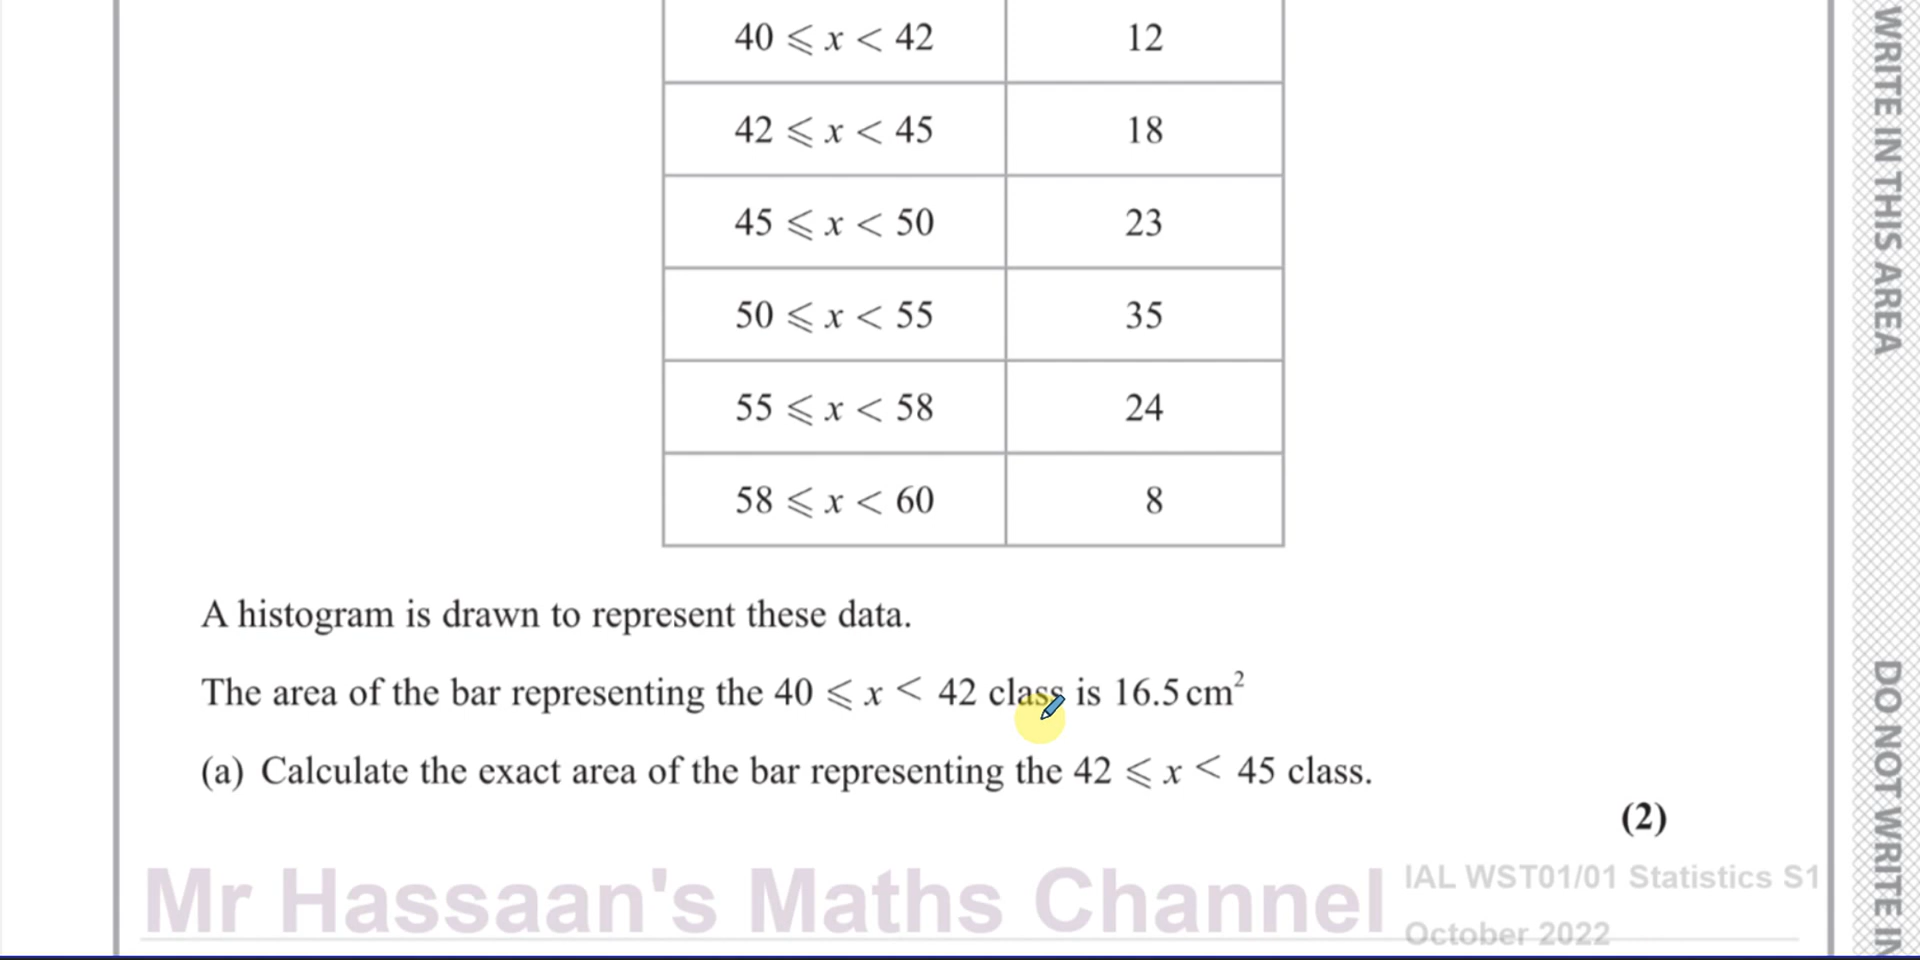 40 ⩽ x < 42 12
42 ⩽ x < 45 18
45 ⩽ x < 50 23
50 ⩽ x < 55 35
55 ⩽ x < 58 24
58 ⩽ x < 60 8
A histogram is drawn to represent these data.
The area of the bar representing the 40 ⩽ x < 42 class is 16.5 cm²
(a) Calculate the exact area of the bar representing the 42 ⩽ x < 45 class.
(2)
Mr Hassaan's Maths Channel
IAL WST01/01 Statistics S1
October 2022
WRITE IN THIS AREA
DO NOT WRITE IN